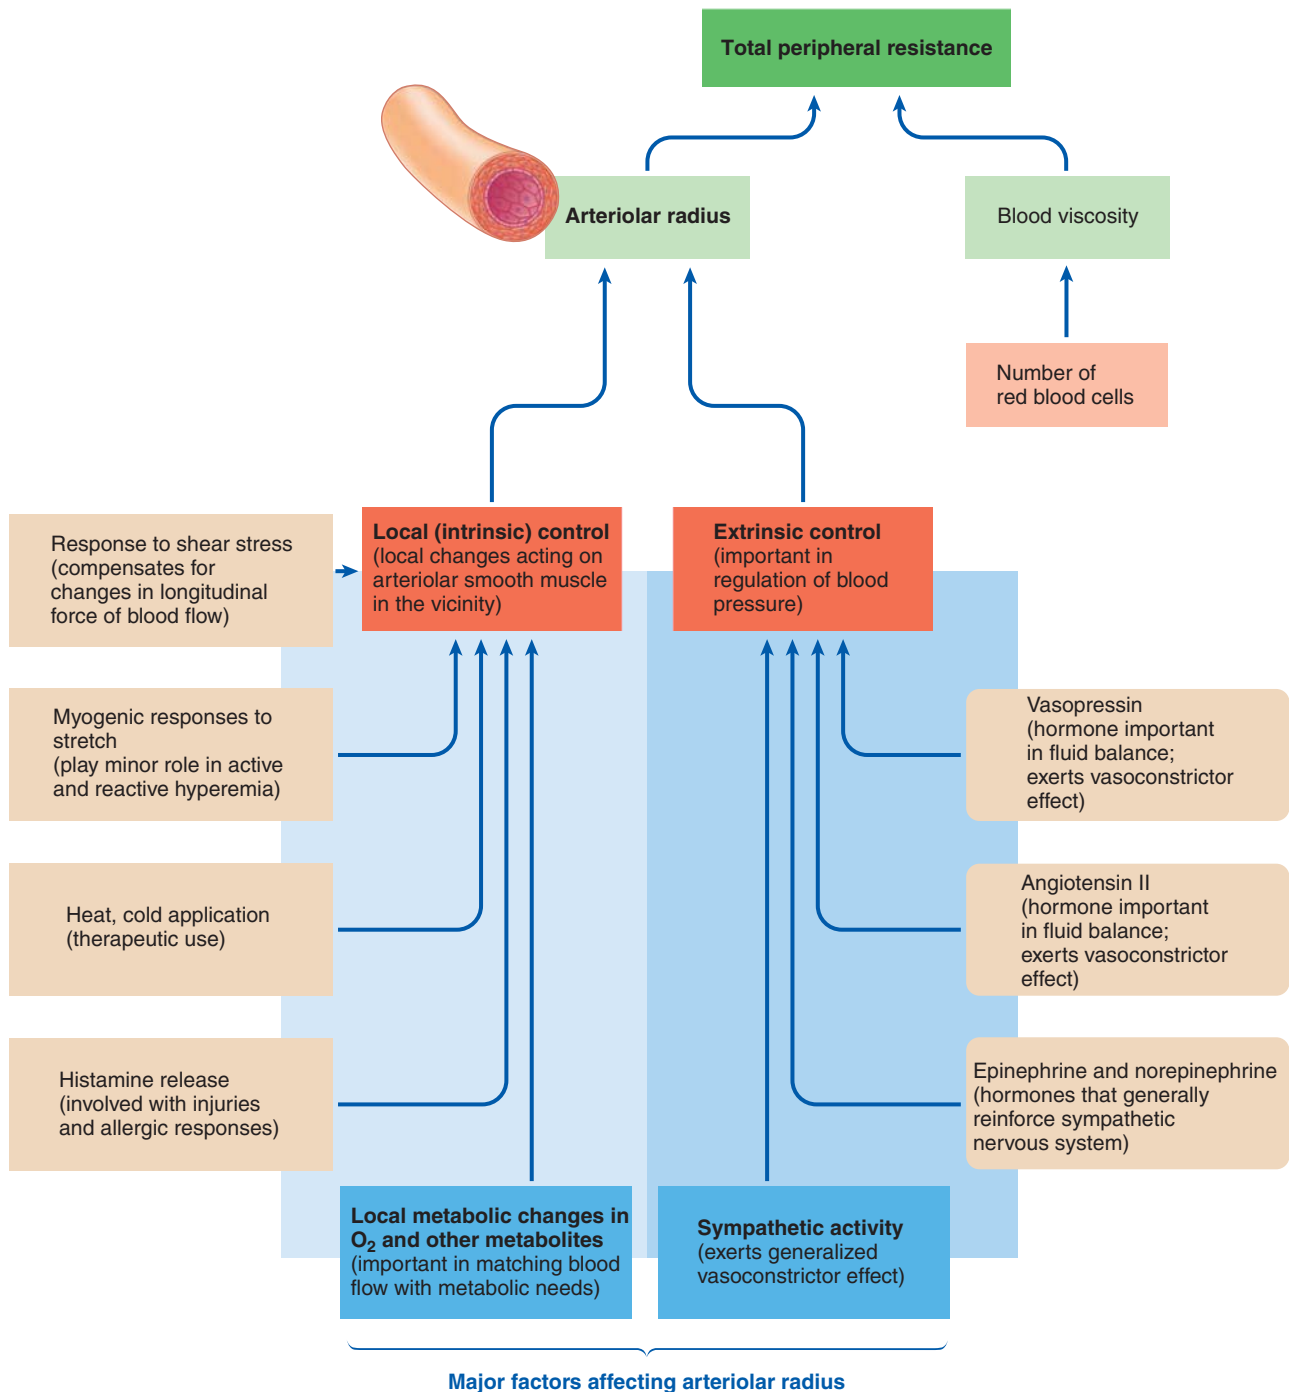 Total peripheral resistance
Arteriolar radius
Blood viscosity
Number of
red blood cells
Local (intrinsic) control
(local changes acting on
arteriolar smooth muscle
in the vicinity)
Extrinsic control
(important in
regulation of blood
pressure)
Response to shear stress
(compensates for
changes in longitudinal
force of blood flow)
Myogenic responses to
stretch
(play minor role in active
and reactive hyperemia)
Heat, cold application
(therapeutic use)
Histamine release
(involved with injuries
and allergic responses)
Vasopressin
(hormone important
in fluid balance;
exerts vasoconstrictor
effect)
Angiotensin II
(hormone important
in fluid balance;
exerts vasoconstrictor
effect)
Epinephrine and norepinephrine
(hormones that generally
reinforce sympathetic
nervous system)
Local metabolic changes in
O₂ and other metabolites
(important in matching blood
flow with metabolic needs)
Sympathetic activity
(exerts generalized
vasoconstrictor effect)
Major factors affecting arteriolar radius